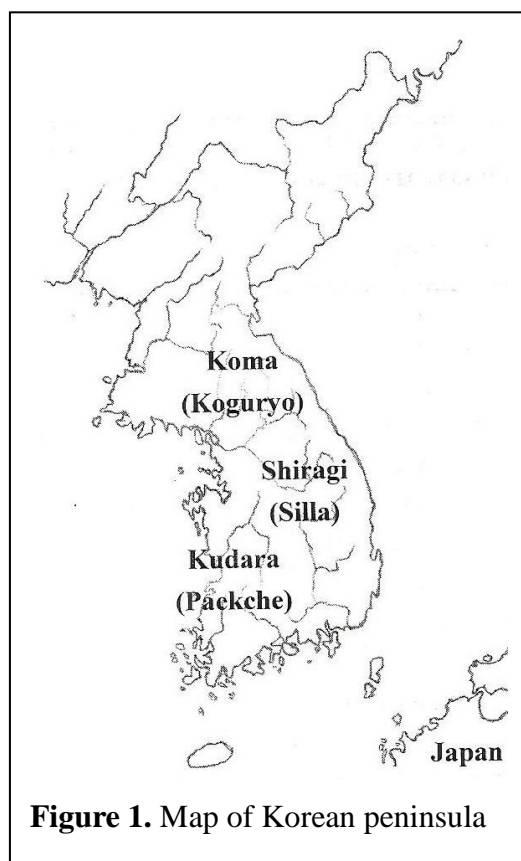 Koma
(Koguryo)
Shiragi
(Silla)
Kudara
(Packche)
Japan
Figure 1. Map of Korean peninsula